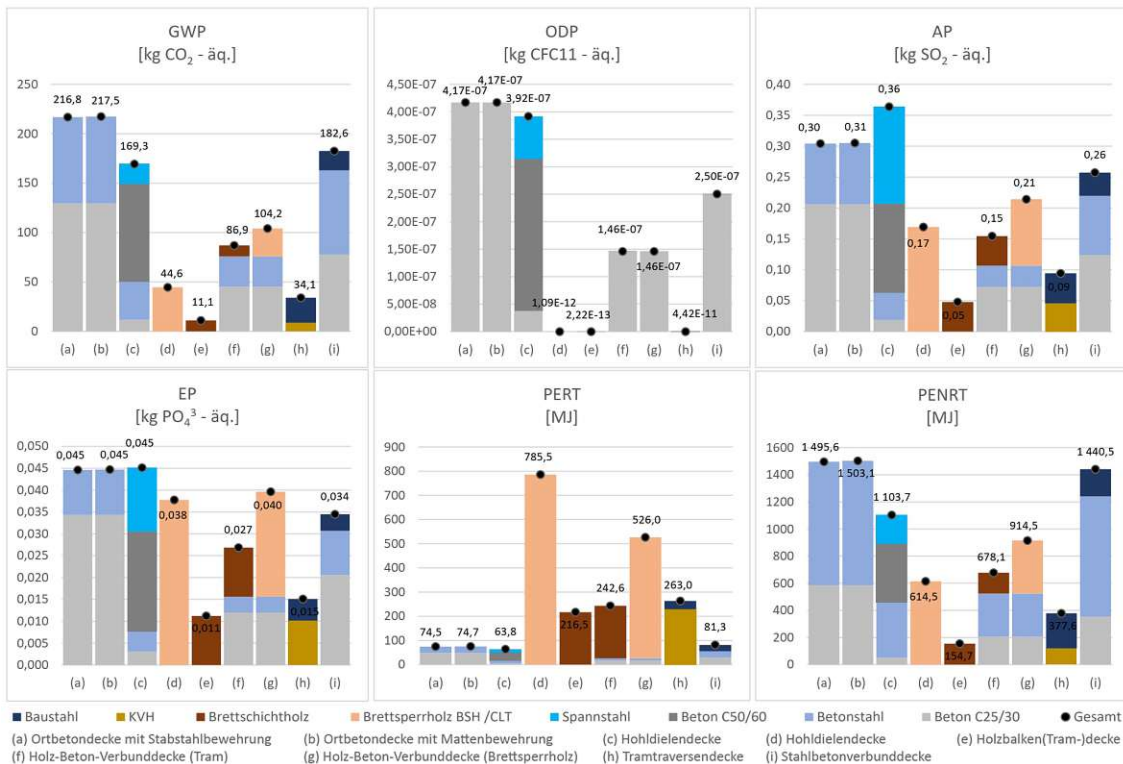 GWP
[kg CO2 - äq.]
250
200
150
100
50
0
216,8
217,5
169,3
44,6
11,1
86,9
104,2
34,1
182,6
(a) (b) (c) (d) (e) (f) (g) (h) (i)
ODP
[kg CFC11 - äq.]
4,50E-07
4,00E-07
3,50E-07
3,00E-07
2,50E-07
2,00E-07
1,50E-07
1,00E-07
5,00E-08
0,00E+00
4,17E-07
4,17E-07
3,92E-07
1,09E-12
2,22E-13
1,46E-07
1,46E-07
4,42E-11
2,50E-07
(a) (b) (c) (d) (e) (f) (g) (h) (i)
AP
[kg SO2 - äq.]
0,40
0,35
0,30
0,25
0,20
0,15
0,10
0,05
0,00
0,30
0,31
0,36
0,17
0,05
0,15
0,21
0,09
0,26
(a) (b) (c) (d) (e) (f) (g) (h) (i)
EP
[kg PO4³ - äq.]
0,050
0,045
0,040
0,035
0,030
0,025
0,020
0,015
0,010
0,005
0,000
0,045
0,045
0,045
0,038
0,011
0,027
0,040
0,015
0,034
(a) (b) (c) (d) (e) (f) (g) (h) (i)
PERT
[MJ]
900
800
700
600
500
400
300
200
100
0
74,5
74,7
63,8
785,5
216,5
242,6
526,0
263,0
81,3
(a) (b) (c) (d) (e) (f) (g) (h) (i)
PENRT
[MJ]
1600
1400
1200
1000
800
600
400
200
0
1 495,6
1 503,1
1 103,7
614,5
154,7
678,1
914,5
377,6
1 440,5
(a) (b) (c) (d) (e) (f) (g) (h) (i)
Baustahl KVH Brettschichtholz Brettsperrholz BSH /CLT Spannstahl Beton C50/60 Betonstahl Beton C25/30 Gesamt
(a) Ortbetondecke mit Stabstahlbewehrung (b) Ortbetondecke mit Mattenbewehrung (c) Hohldielendecke (d) Hohldielendecke (e) Holzbalken(Tram-)decke
(f) Holz-Beton-Verbunddecke (Tram) (g) Holz-Beton-Verbunddecke (Brettsperrholz) (h) Tramtraversendecke (i) Stahlbetonverbunddecke